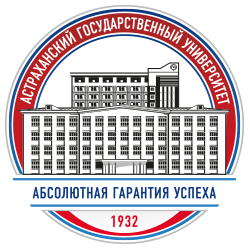 АСТРАХАНСКИЙ ГОСУДАРСТВЕННЫЙ УНИВЕРСИТЕТ
АБСОЛЮТНАЯ ГАРАНТИЯ УСПЕХА
1932